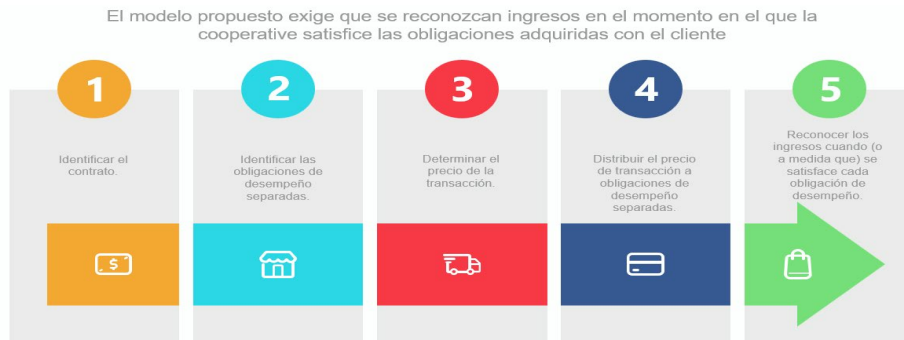 El modelo propuesto exige que se reconozcan ingresos en el momento en el que la
cooperative satisfice las obligaciones adquiridas con el cliente
1
2
3
4
5
Identificar el
contrato.
Identificar las
obligaciones de
desempeño
separadas.
Determinar el
precio de la
transacción.
Distribuir el precio
de transacción a
obligaciones de
desempeño
separadas.
Reconocer los
ingresos cuando (o
a medida que) se
satisface cada
obligación de
desempeño.
$